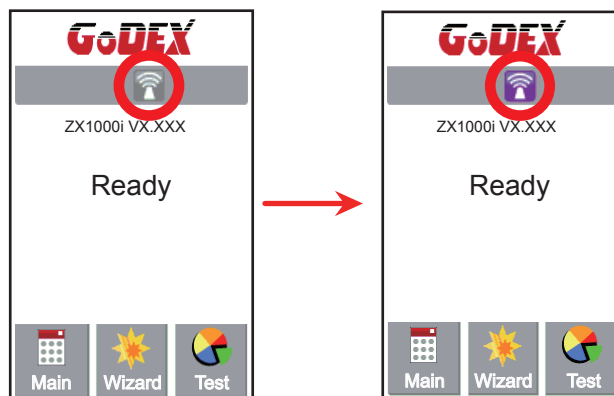 GoDEX
ZX1000i VX.XXX
Ready
Main Wizard Test
GoDEX
ZX1000i VX.XXX
Ready
Main Wizard Test